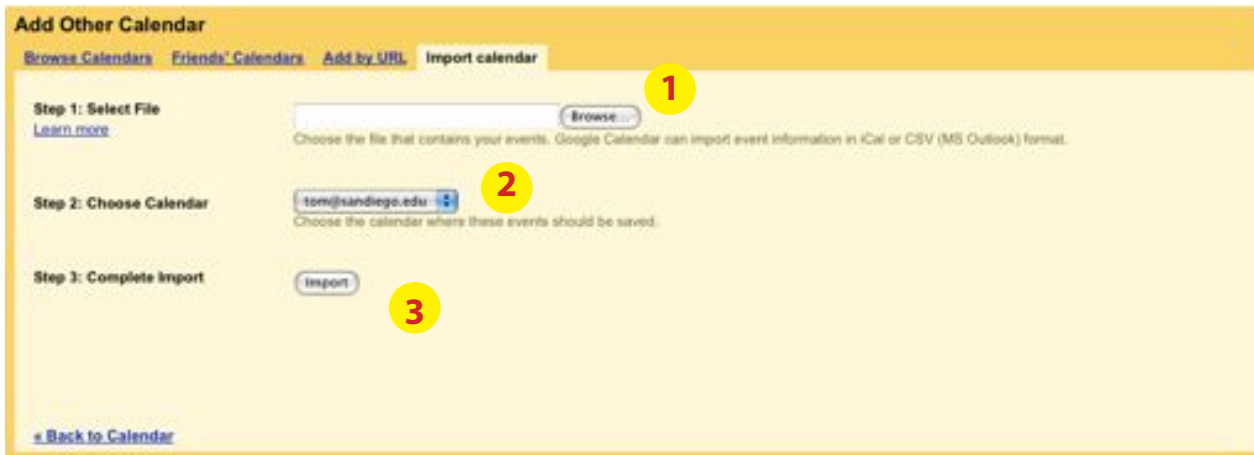 Add Other Calendar
Browse Calendars Friends' Calendars Add by URL Import calendar
1
Step 1: Select File Browse...
Learn more
Choose the file that contains your events. Google Calendar can import event information in iCal or CSV (MS Outlook) format.
2
Step 2: Choose Calendar tom@sandiego.edu
Choose the calendar where these events should be saved.
Step 3: Complete Import Import
3
« Back to Calendar